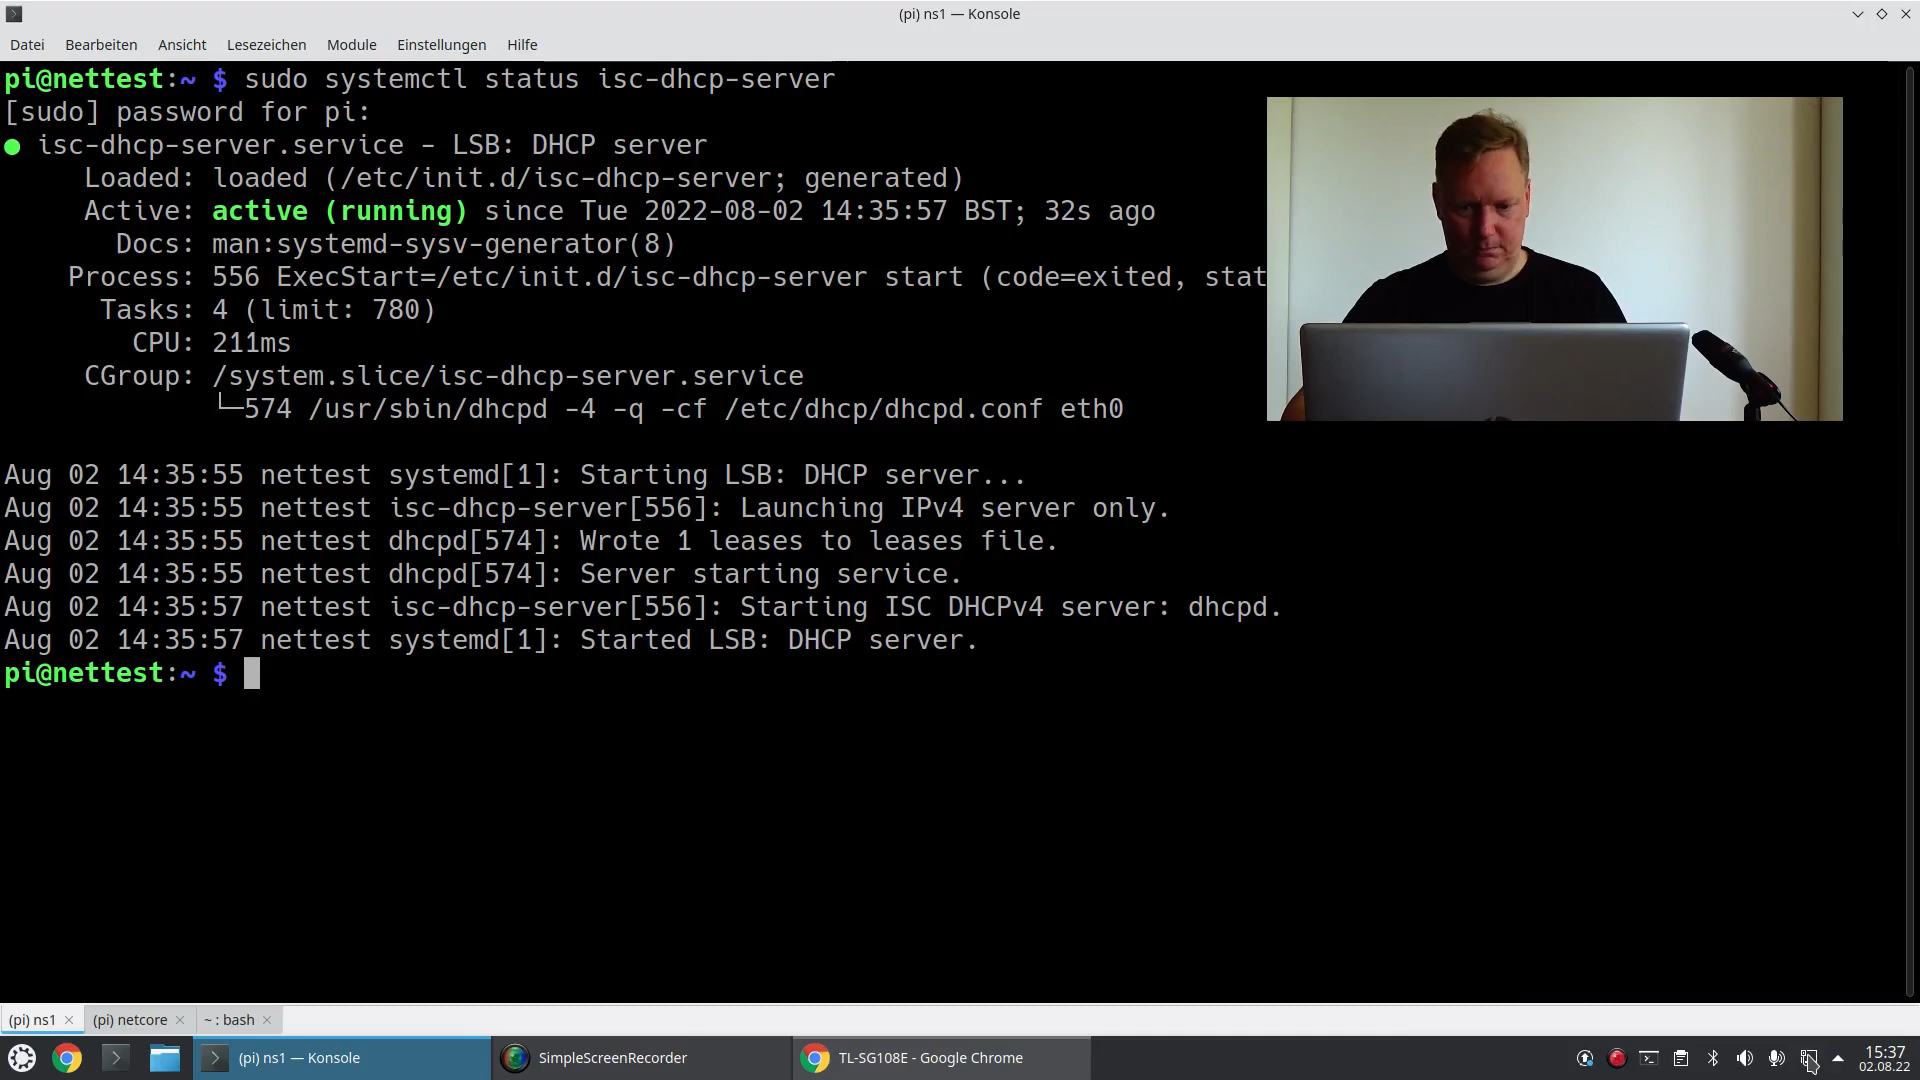 (pi) ns1 — Konsole
Datei Bearbeiten Ansicht Lesezeichen Module Einstellungen Hilfe
pi@nettest:~ $ sudo systemctl status isc-dhcp-server
[sudo] password for pi:
● isc-dhcp-server.service - LSB: DHCP server
Loaded: loaded (/etc/init.d/isc-dhcp-server; generated)
Active: active (running) since Tue 2022-08-02 14:35:57 BST; 32s ago
Docs: man:systemd-sysv-generator(8)
Process: 556 ExecStart=/etc/init.d/isc-dhcp-server start (code=exited, stat
Tasks: 4 (limit: 780)
CPU: 211ms
CGroup: /system.slice/isc-dhcp-server.service
└─574 /usr/sbin/dhcpd -4 -q -cf /etc/dhcp/dhcpd.conf eth0
Aug 02 14:35:55 nettest systemd[1]: Starting LSB: DHCP server...
Aug 02 14:35:55 nettest isc-dhcp-server[556]: Launching IPv4 server only.
Aug 02 14:35:55 nettest dhcpd[574]: Wrote 1 leases to leases file.
Aug 02 14:35:55 nettest dhcpd[574]: Server starting service.
Aug 02 14:35:57 nettest isc-dhcp-server[556]: Starting ISC DHCPv4 server: dhcpd.
Aug 02 14:35:57 nettest systemd[1]: Started LSB: DHCP server.
pi@nettest:~ $
(pi) ns1 (pi) netcore ~ : bash
(pi) ns1 — Konsole SimpleScreenRecorder TL-SG108E - Google Chrome 15:37
02.08.22